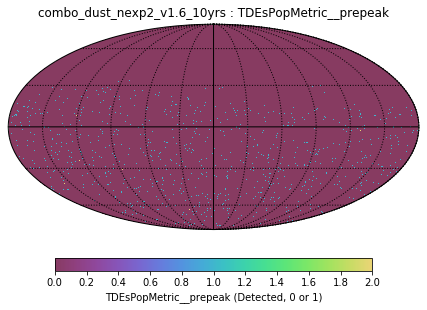 combo_dust_nexp2_v1.6_10yrs : TDEsPopMetric__prepeak
0.0 0.2 0.4 0.6 0.8 1.0 1.2 1.4 1.6 1.8 2.0
TDEsPopMetric__prepeak (Detected, 0 or 1)